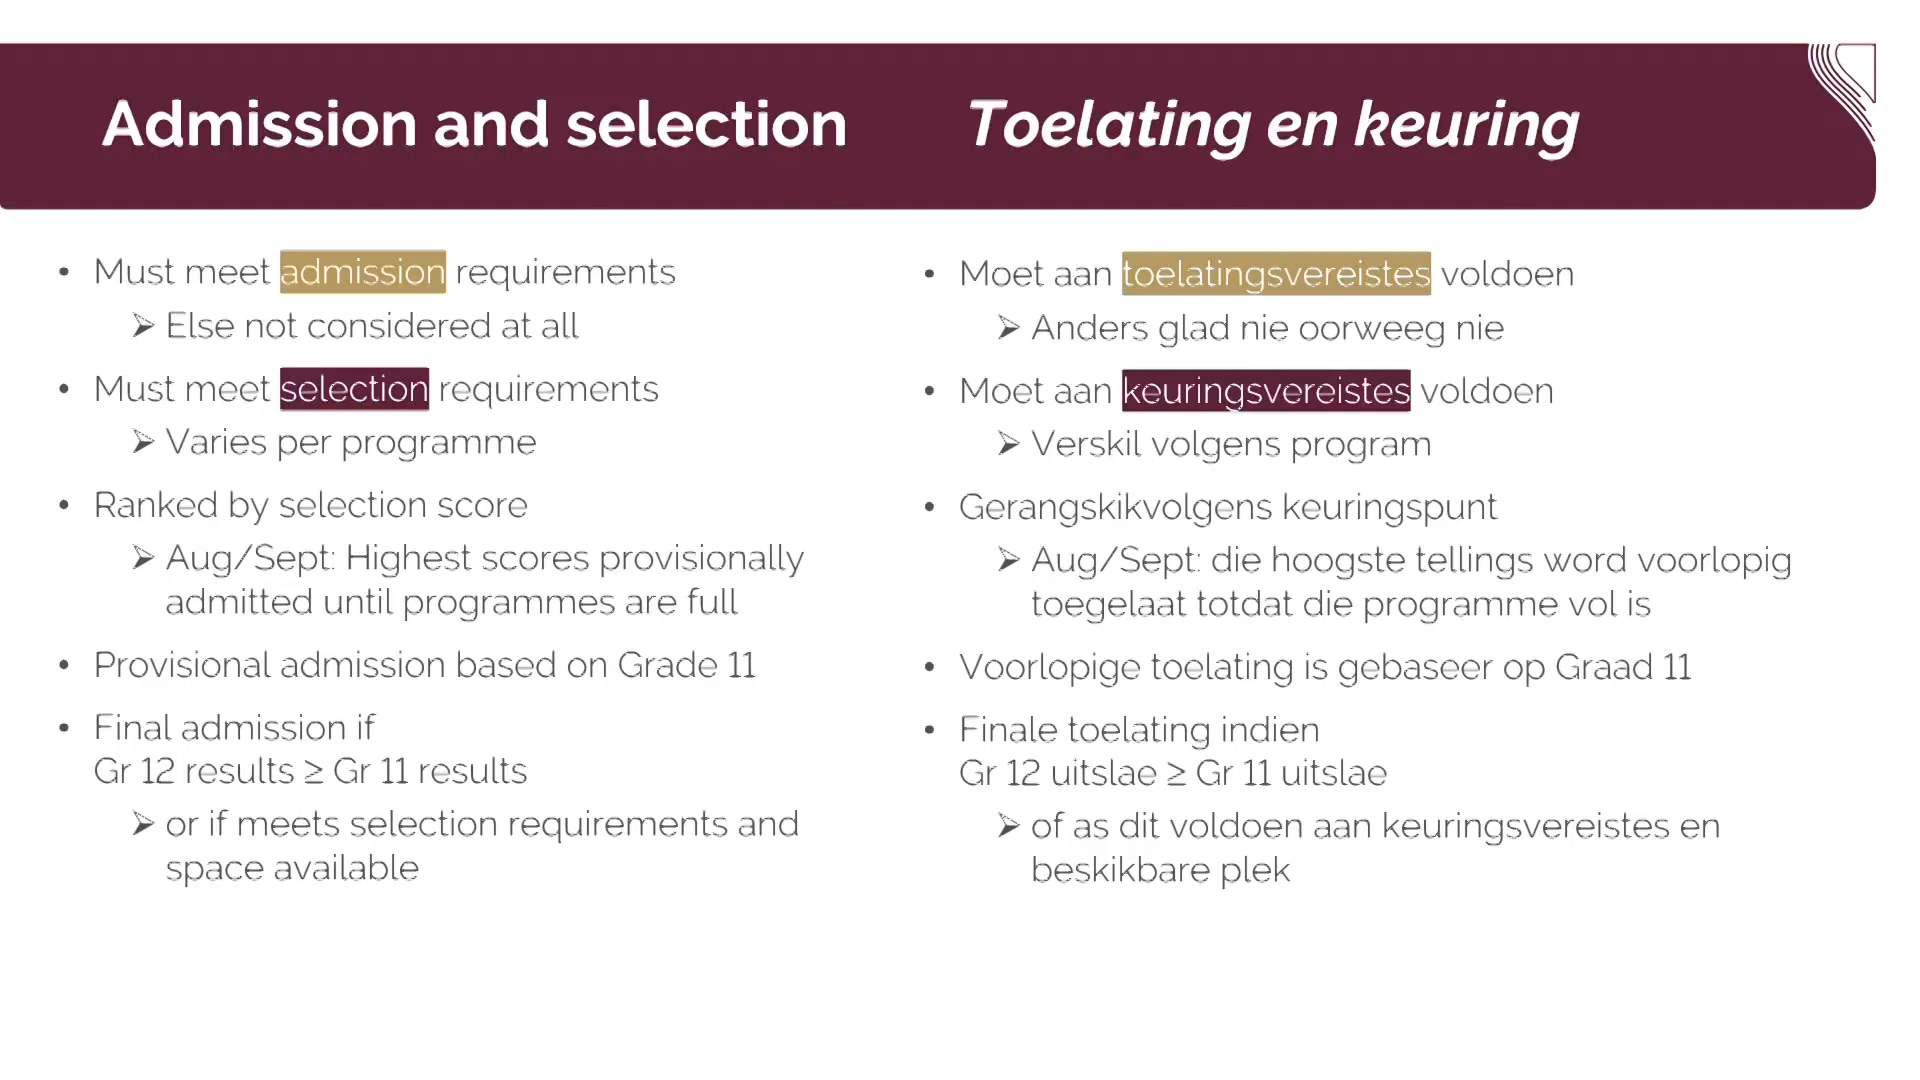 Admission and selection
Toelating en keuring
• Must meet admission requirements
➢ Else not considered at all
• Must meet selection requirements
➢ Varies per programme
• Ranked by selection score
➢ Aug/Sept: Highest scores provisionally
admitted until programmes are full
• Provisional admission based on Grade 11
• Final admission if
Gr 12 results ≥ Gr 11 results
➢ or if meets selection requirements and
space available
• Moet aan toelatingsvereistes voldoen
➢ Anders glad nie oorweeg nie
• Moet aan keuringsvereistes voldoen
➢ Verskil volgens program
• Gerangskikvolgens keuringspunt
➢ Aug/Sept: die hoogste tellings word voorlopig
toegelaat totdat die programme vol is
• Voorlopige toelating is gebaseer op Graad 11
• Finale toelating indien
Gr 12 uitslae ≥ Gr 11 uitslae
➢ of as dit voldoen aan keuringsvereistes en
beskikbare plek